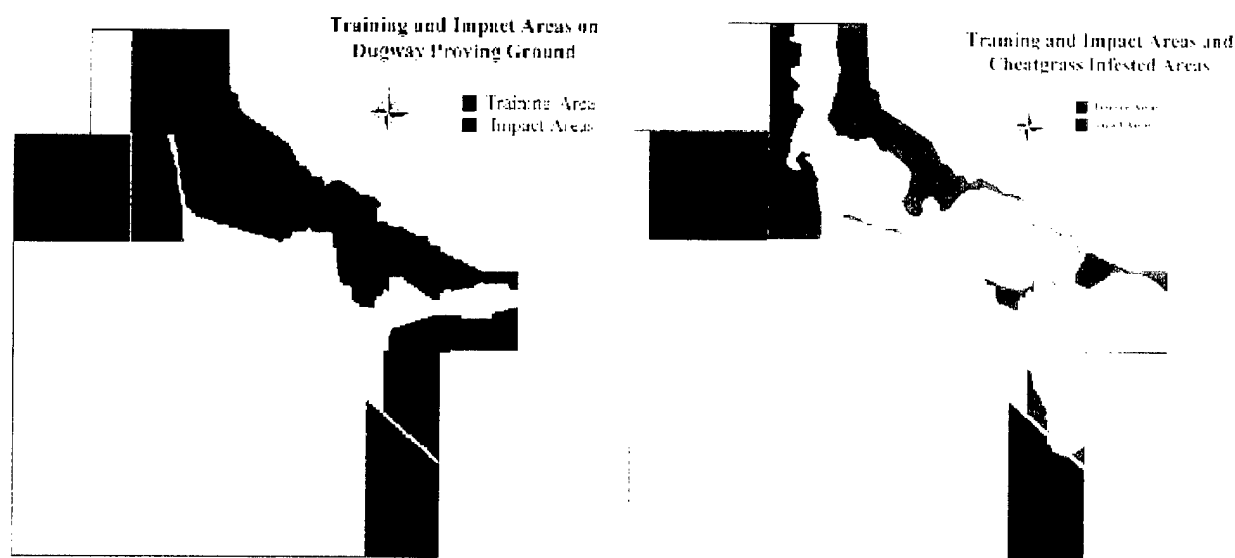 Training and Impact Areas on
Dugway Proving Ground
Training Area
Impact Areas
Training and Impact Areas and
Cheatgrass Infested Areas